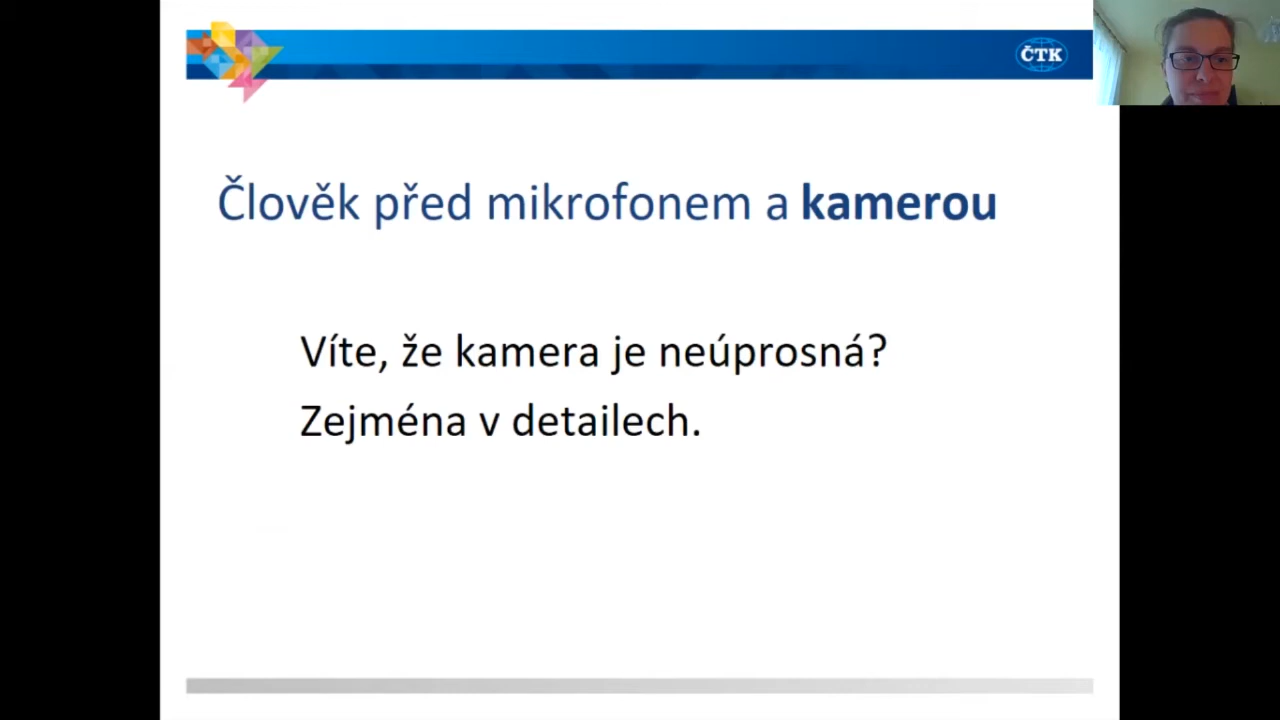 ČTK
Člověk před mikrofonem a kamerou
Víte, že kamera je neúprosná?
Zejména v detailech.